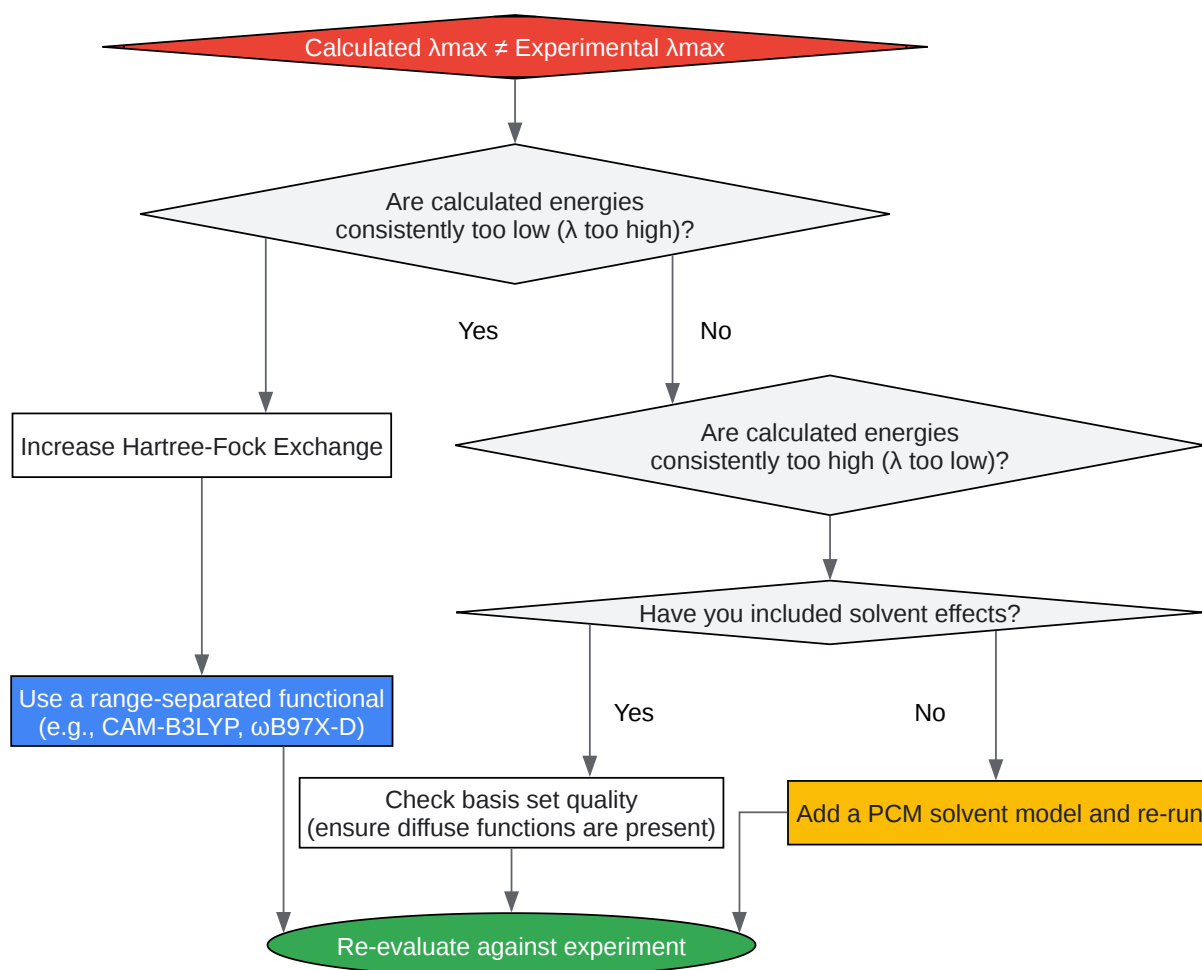 Calculated λmax ≠ Experimental λmax
Are calculated energies
consistently too low (λ too high)?
Yes
No
Increase Hartree-Fock Exchange
Are calculated energies
consistently too high (λ too low)?
Have you included solvent effects?
Use a range-separated functional
(e.g., CAM-B3LYP, ωB97X-D)
Yes
No
Check basis set quality
(ensure diffuse functions are present)
Add a PCM solvent model and re-run
Re-evaluate against experiment